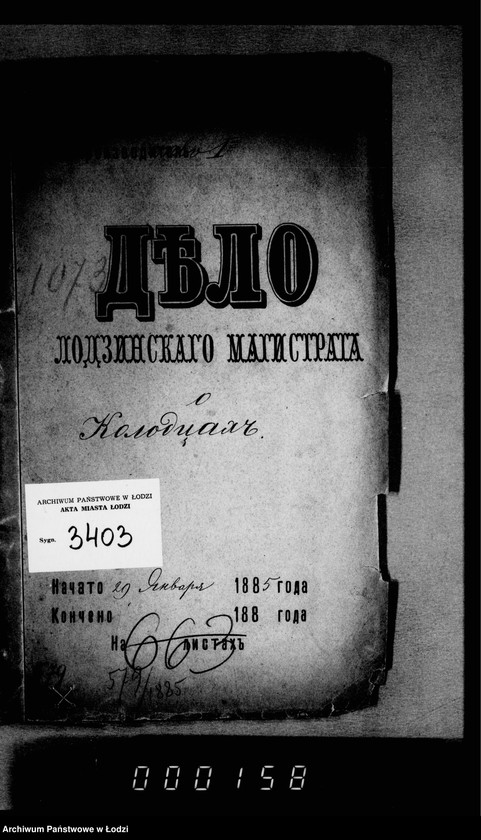 1073
ДѢЛО
ЛОДЗИНСКАГО МАГИСТРАТА
о
Колодцахъ.
ARCHIWUM PAŃSTWOWE W ŁODZI
AKTA MIASTA ŁODZI
Sygn. 3403
Начато 29 Января 1885 года
Кончено 188 года
На 663 листахъ
000158
Archiwum Państwowe w Łodzi